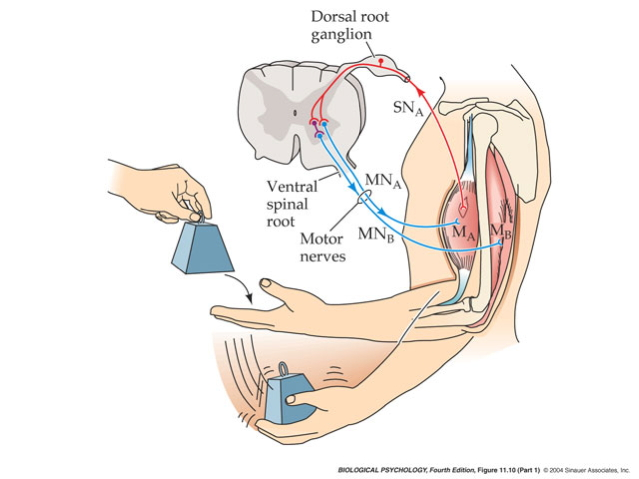 Dorsal root
ganglion
SNA
MNA
Ventral
spinal
root
MNB
Motor
nerves
MA
MB
BIOLOGICAL PSYCHOLOGY, Fourth Edition, Figure 11.10 (Part 1) © 2004 Sinauer Associates, Inc.